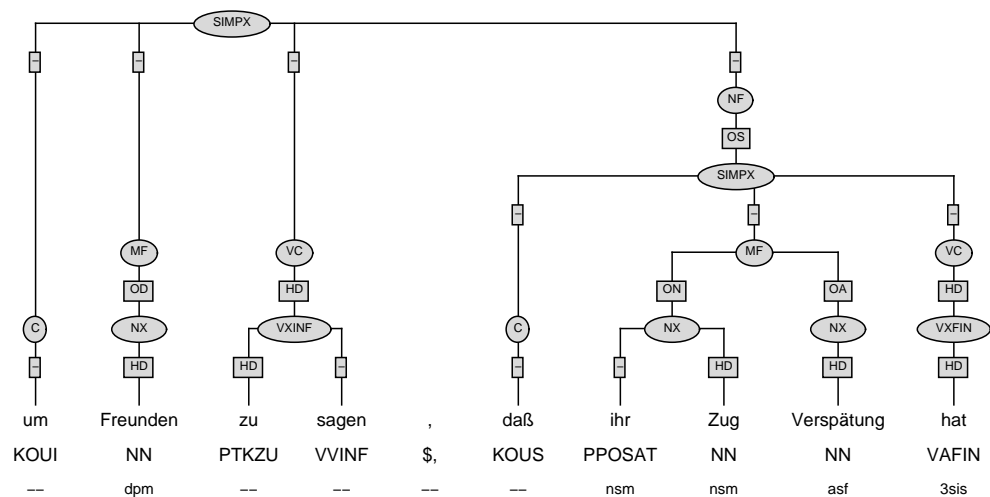 SIMPX
– – – –
NF
OS
SIMPX
– – –
MF VC MF VC
OD HD ON OA HD
C NX VXINF C NX NX VXFIN
– HD HD – – – HD HD HD
um Freunden zu sagen , daß ihr Zug Verspätung hat
KOUI NN PTKZU VVINF $, KOUS PPOSAT NN NN VAFIN
–– dpm –– –– –– –– nsm nsm asf 3sis